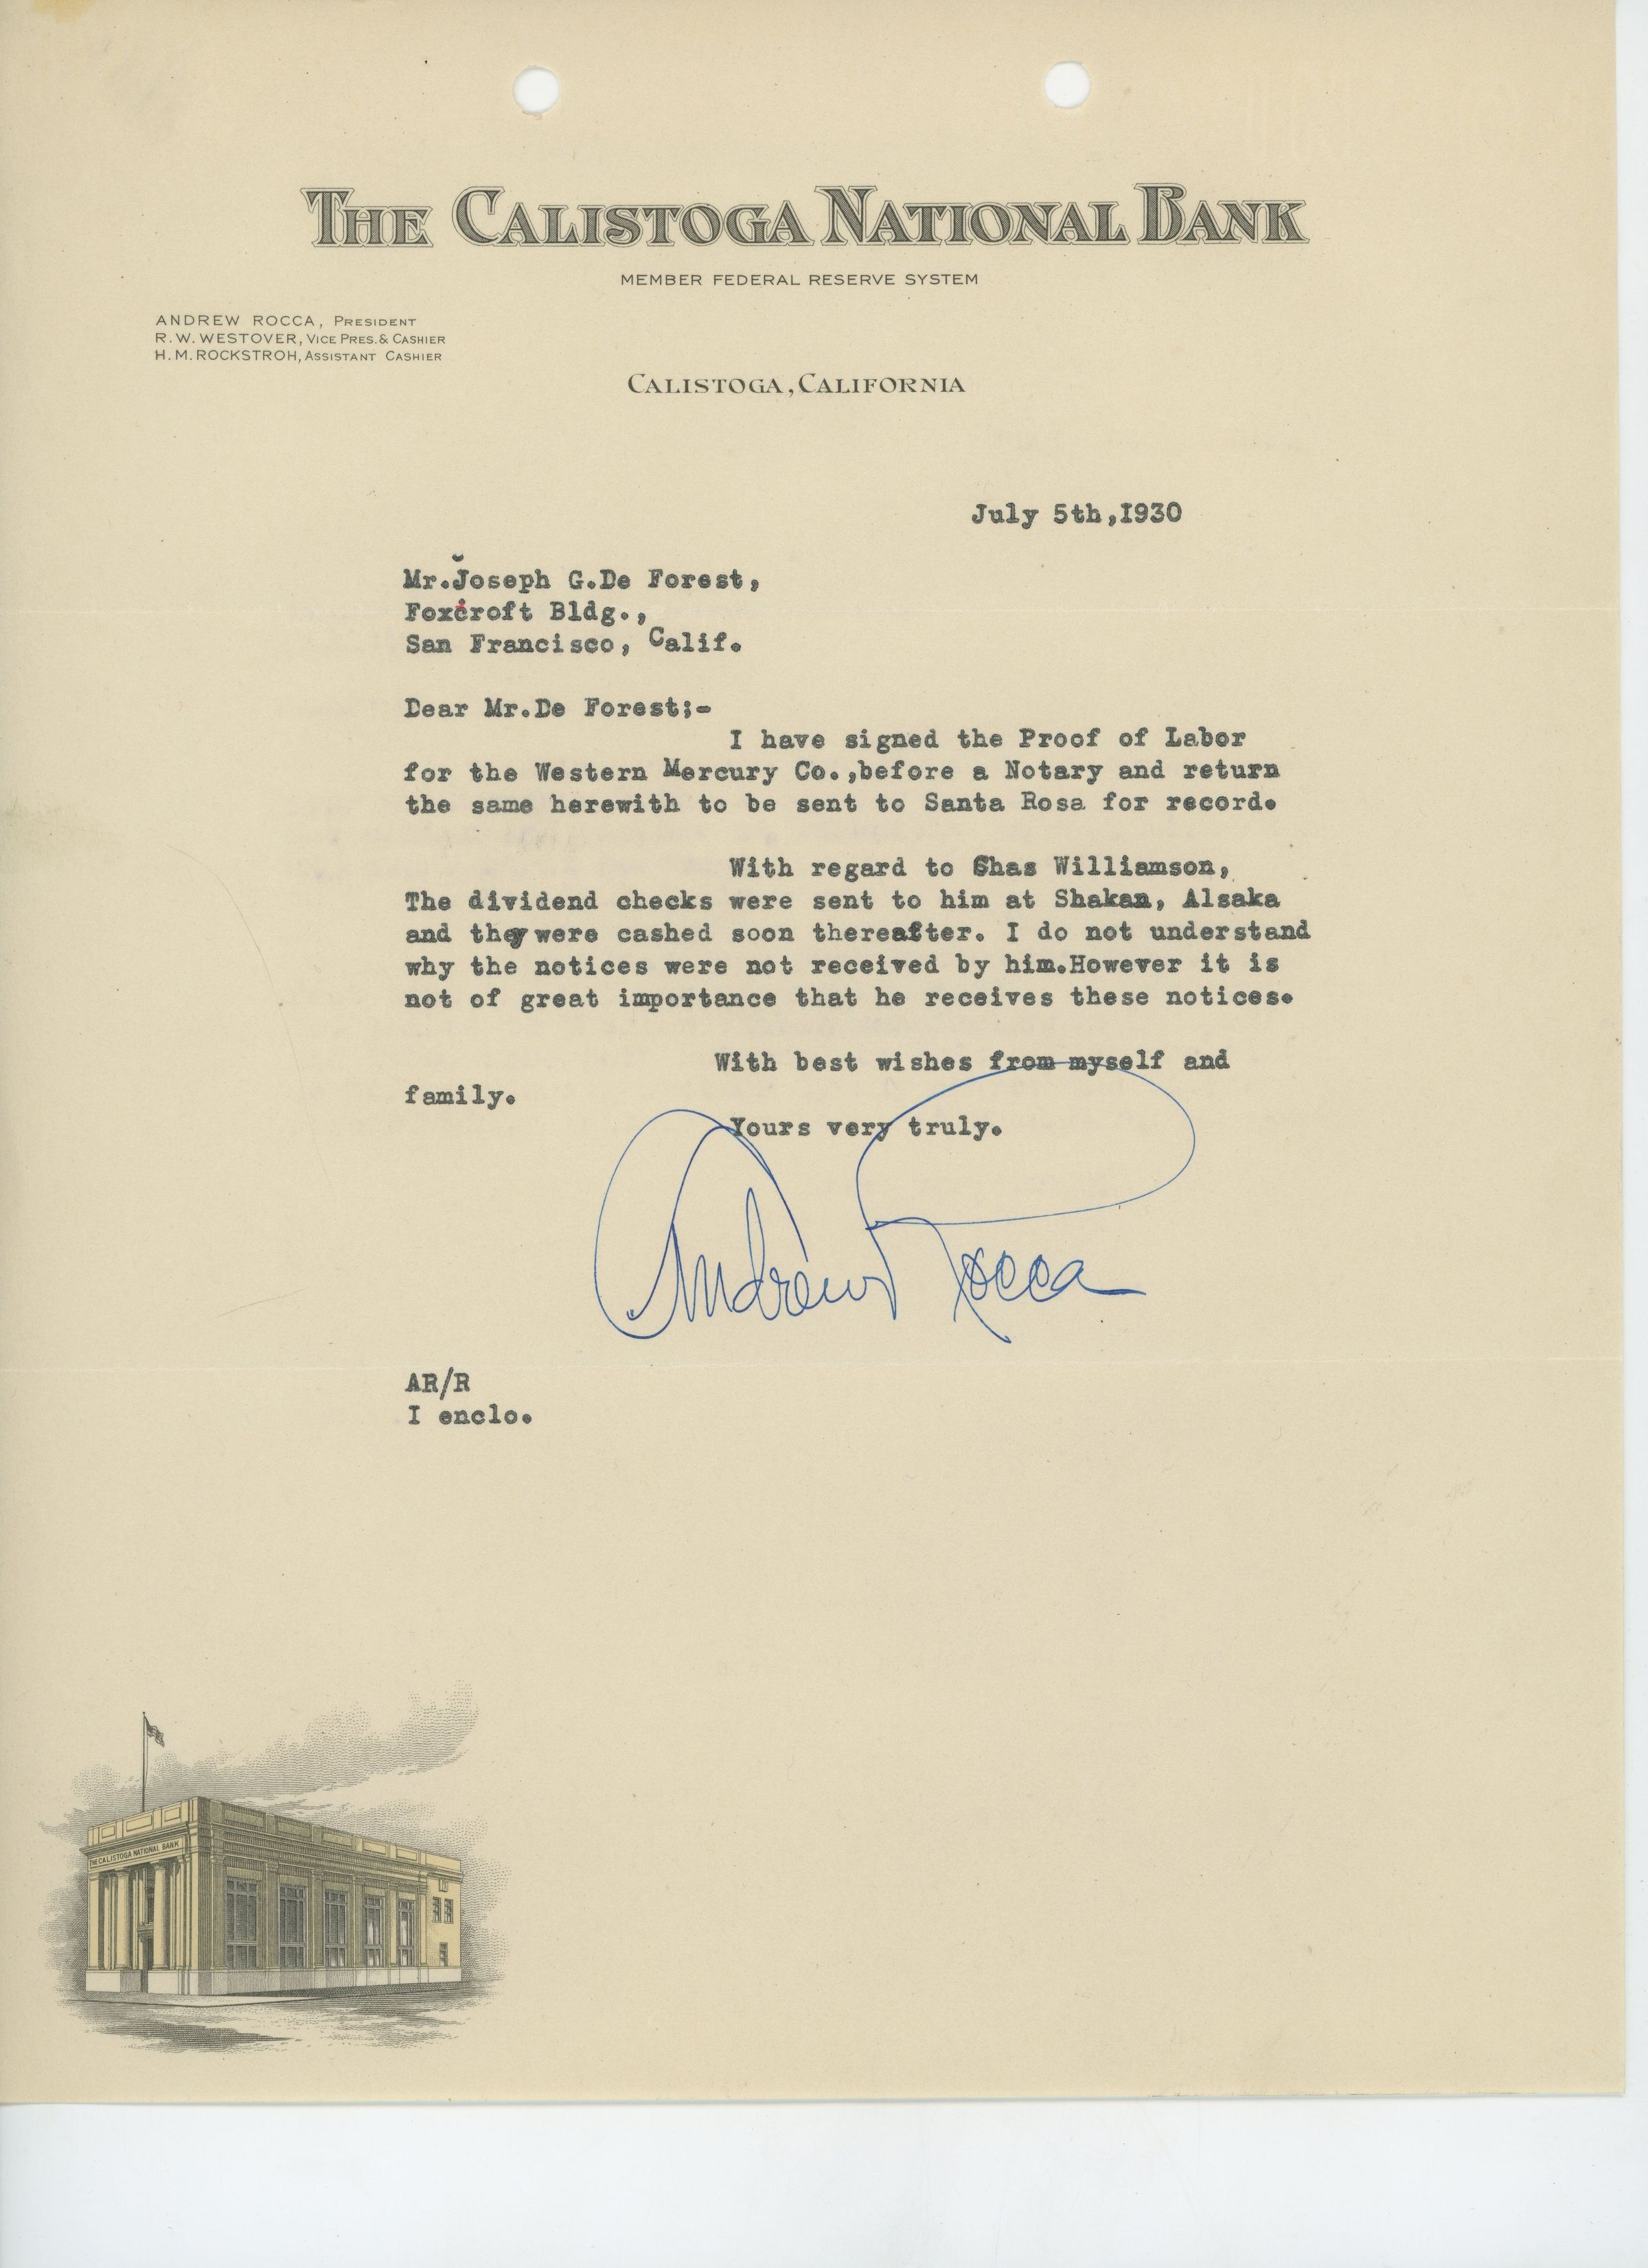 THE CALISTOGA NATIONAL BANK
MEMBER FEDERAL RESERVE SYSTEM
ANDREW ROCCA, PRESIDENT
R.W.WESTOVER, VICE PRES. & CASHIER
H.M.ROCKSTROH, ASSISTANT CASHIER
CALISTOGA, CALIFORNIA
July 5th,I930
Mr.Joseph G.De Forest,
Foxcroft Bldg.,
San Francisco, Calif.
Dear Mr.De Forest;-
I have signed the Proof of Labor
for the Western Mercury Co.,before a Notary and return
the same herewith to be sent to Santa Rosa for record.
With regard to Chas Williamson,
The dividend checks were sent to him at Shakan, Alsaka
and they were cashed soon thereafter. I do not understand
why the notices were not received by him.However it is
not of great importance that he receives these notices.
With best wishes from myself and
family.
Yours very truly.
Andrew Rocca
AR/R
I enclo.
THE CALISTOGA NATIONAL BANK